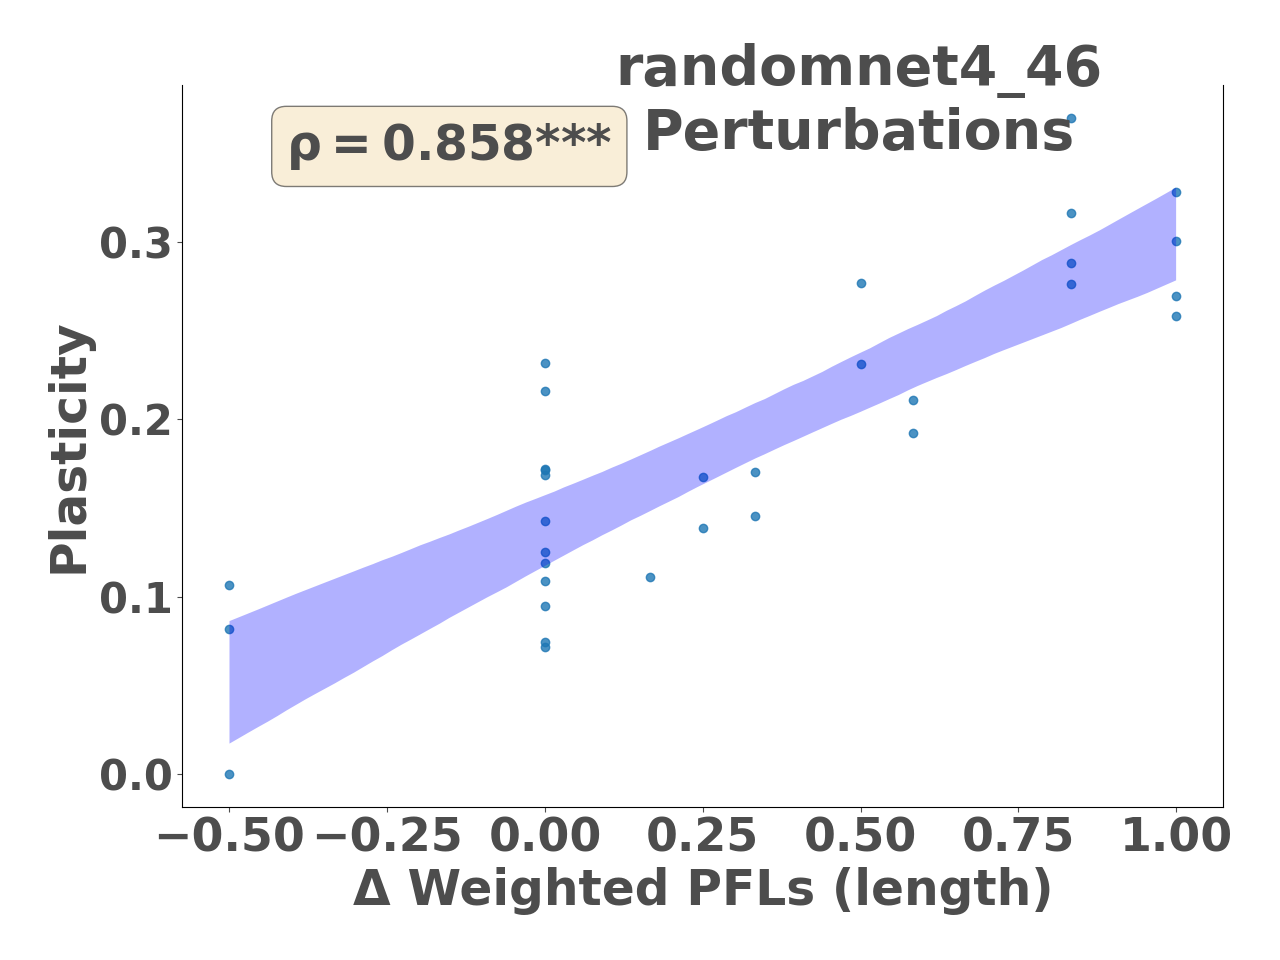 randomnet4_46
Perturbations
ρ = 0.858***
Plasticity
0.3
0.2
0.1
0.0
−0.50 −0.25 0.00 0.25 0.50 0.75 1.00
Δ Weighted PFLs (length)